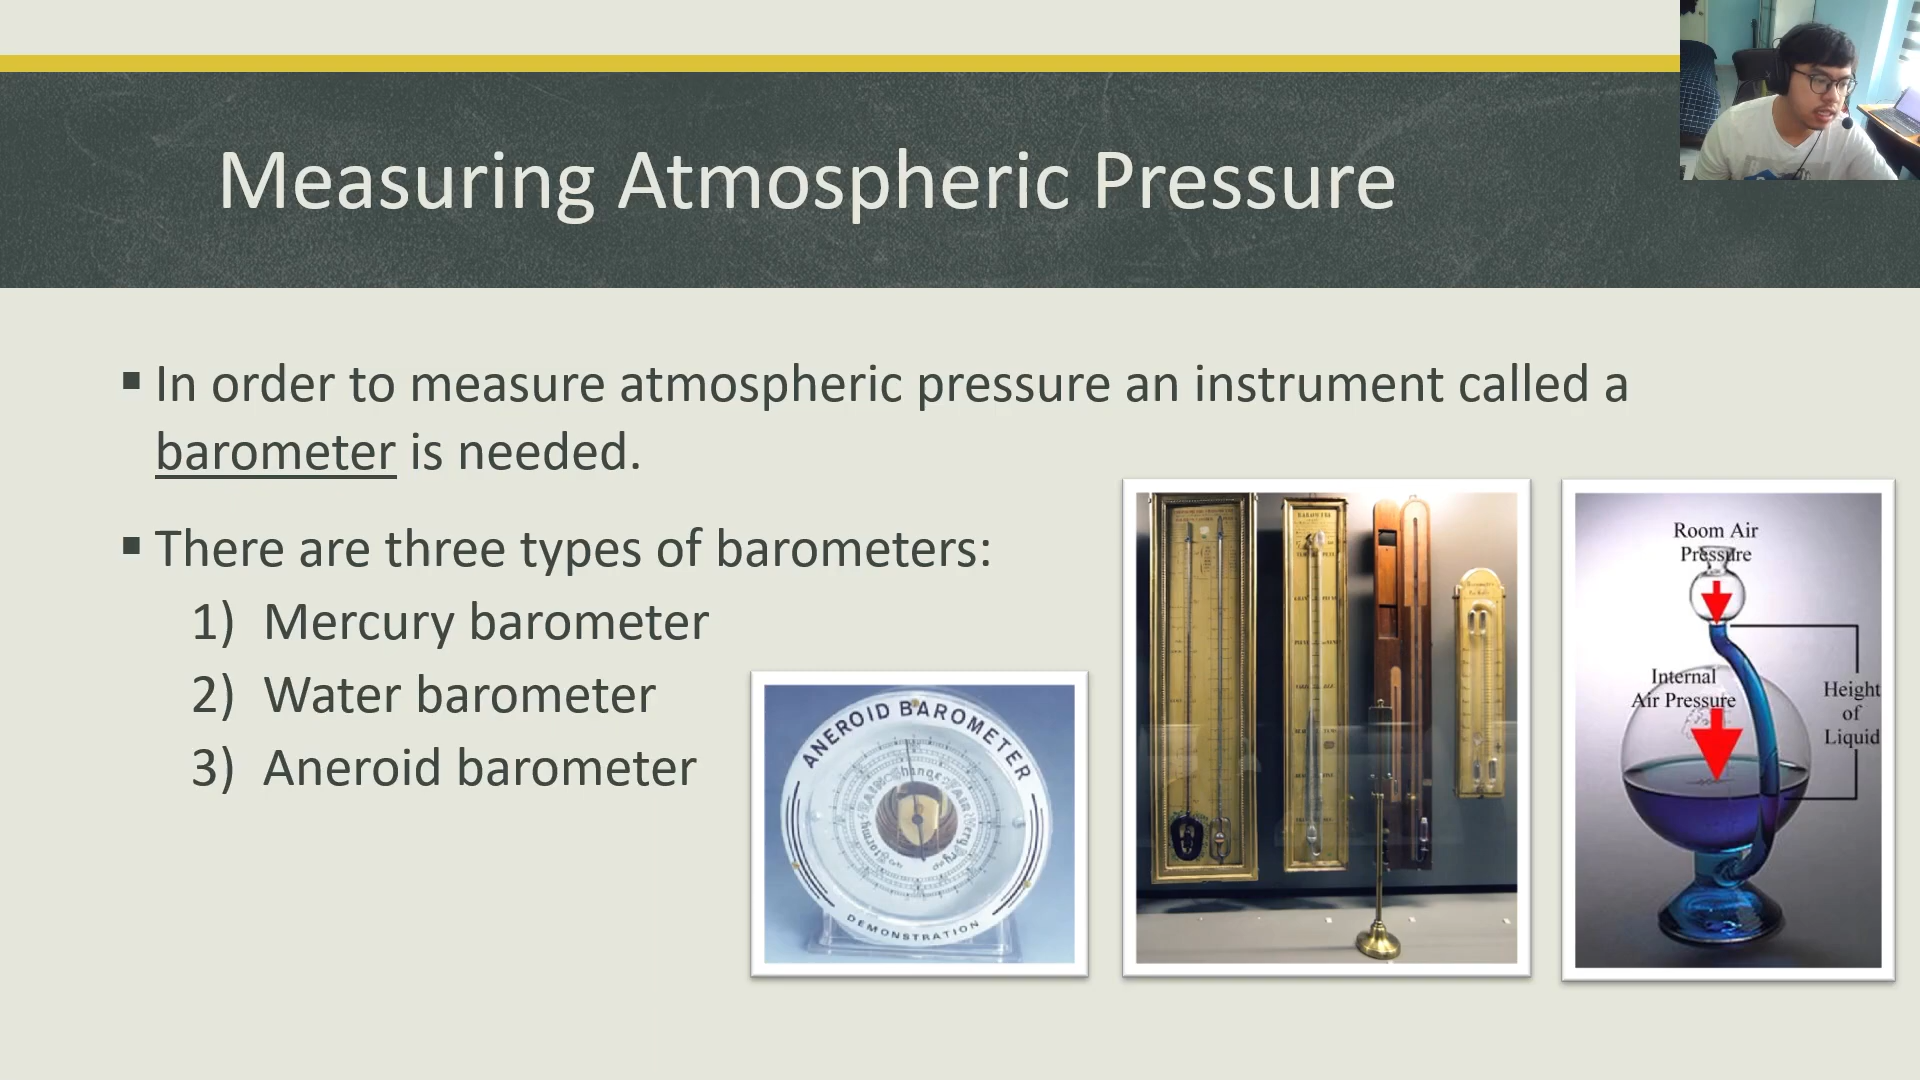 Measuring Atmospheric Pressure
▪ In order to measure atmospheric pressure an instrument called a
barometer is needed.
▪ There are three types of barometers:
1) Mercury barometer
2) Water barometer
3) Aneroid barometer
ANEROID BAROMETER
DEMONSTRATION
Room Air
Pressure
Internal
Air Pressure
Height
of
Liquid